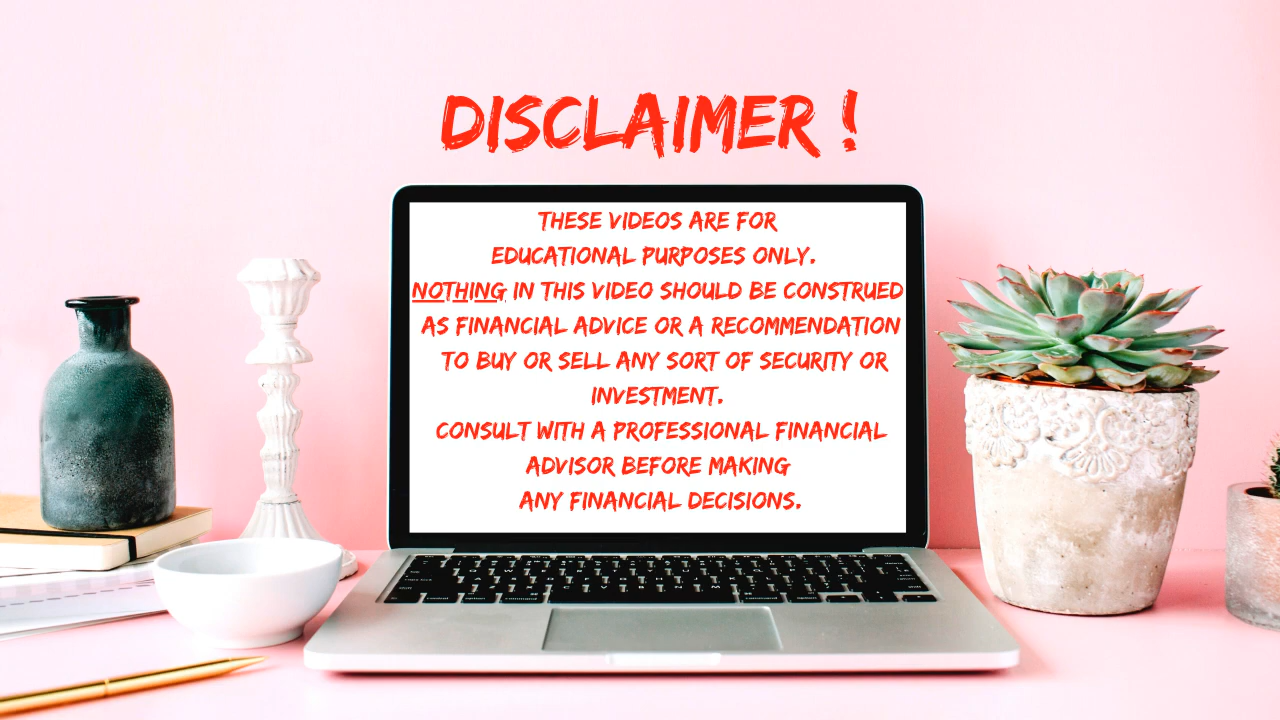 DISCLAIMER !
THESE VIDEOS ARE FOR
EDUCATIONAL PURPOSES ONLY.
NOTHING IN THIS VIDEO SHOULD BE CONSTRUED
AS FINANCIAL ADVICE OR A RECOMMENDATION
TO BUY OR SELL ANY SORT OF SECURITY OR
INVESTMENT.
CONSULT WITH A PROFESSIONAL FINANCIAL
ADVISOR BEFORE MAKING
ANY FINANCIAL DECISIONS.